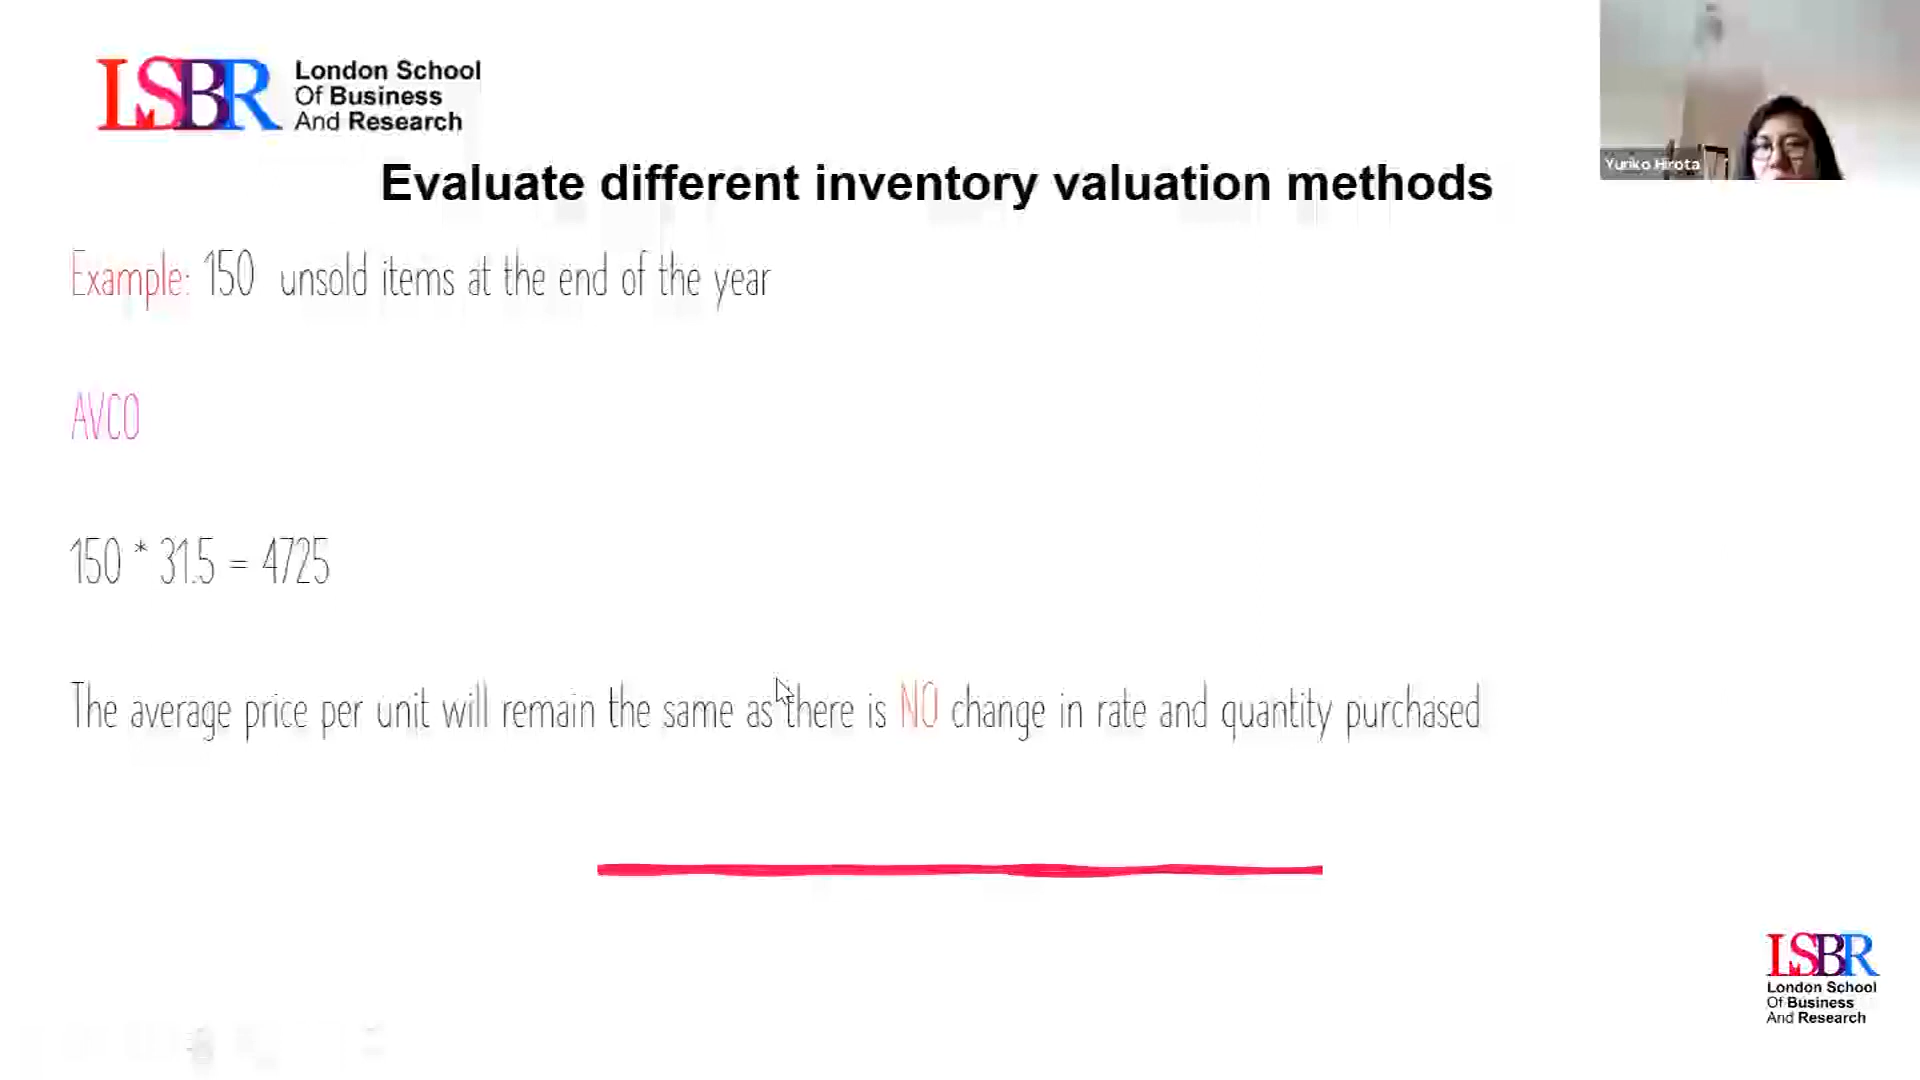 LSBR
London School
Of Business
And Research
Yuriko Hirota
Evaluate different inventory valuation methods
Example: 150 unsold items at the end of the year
AVCO
150 * 31.5 = 4725
The average price per unit will remain the same as there is NO change in rate and quantity purchased
LSBR
London School
Of Business
And Research